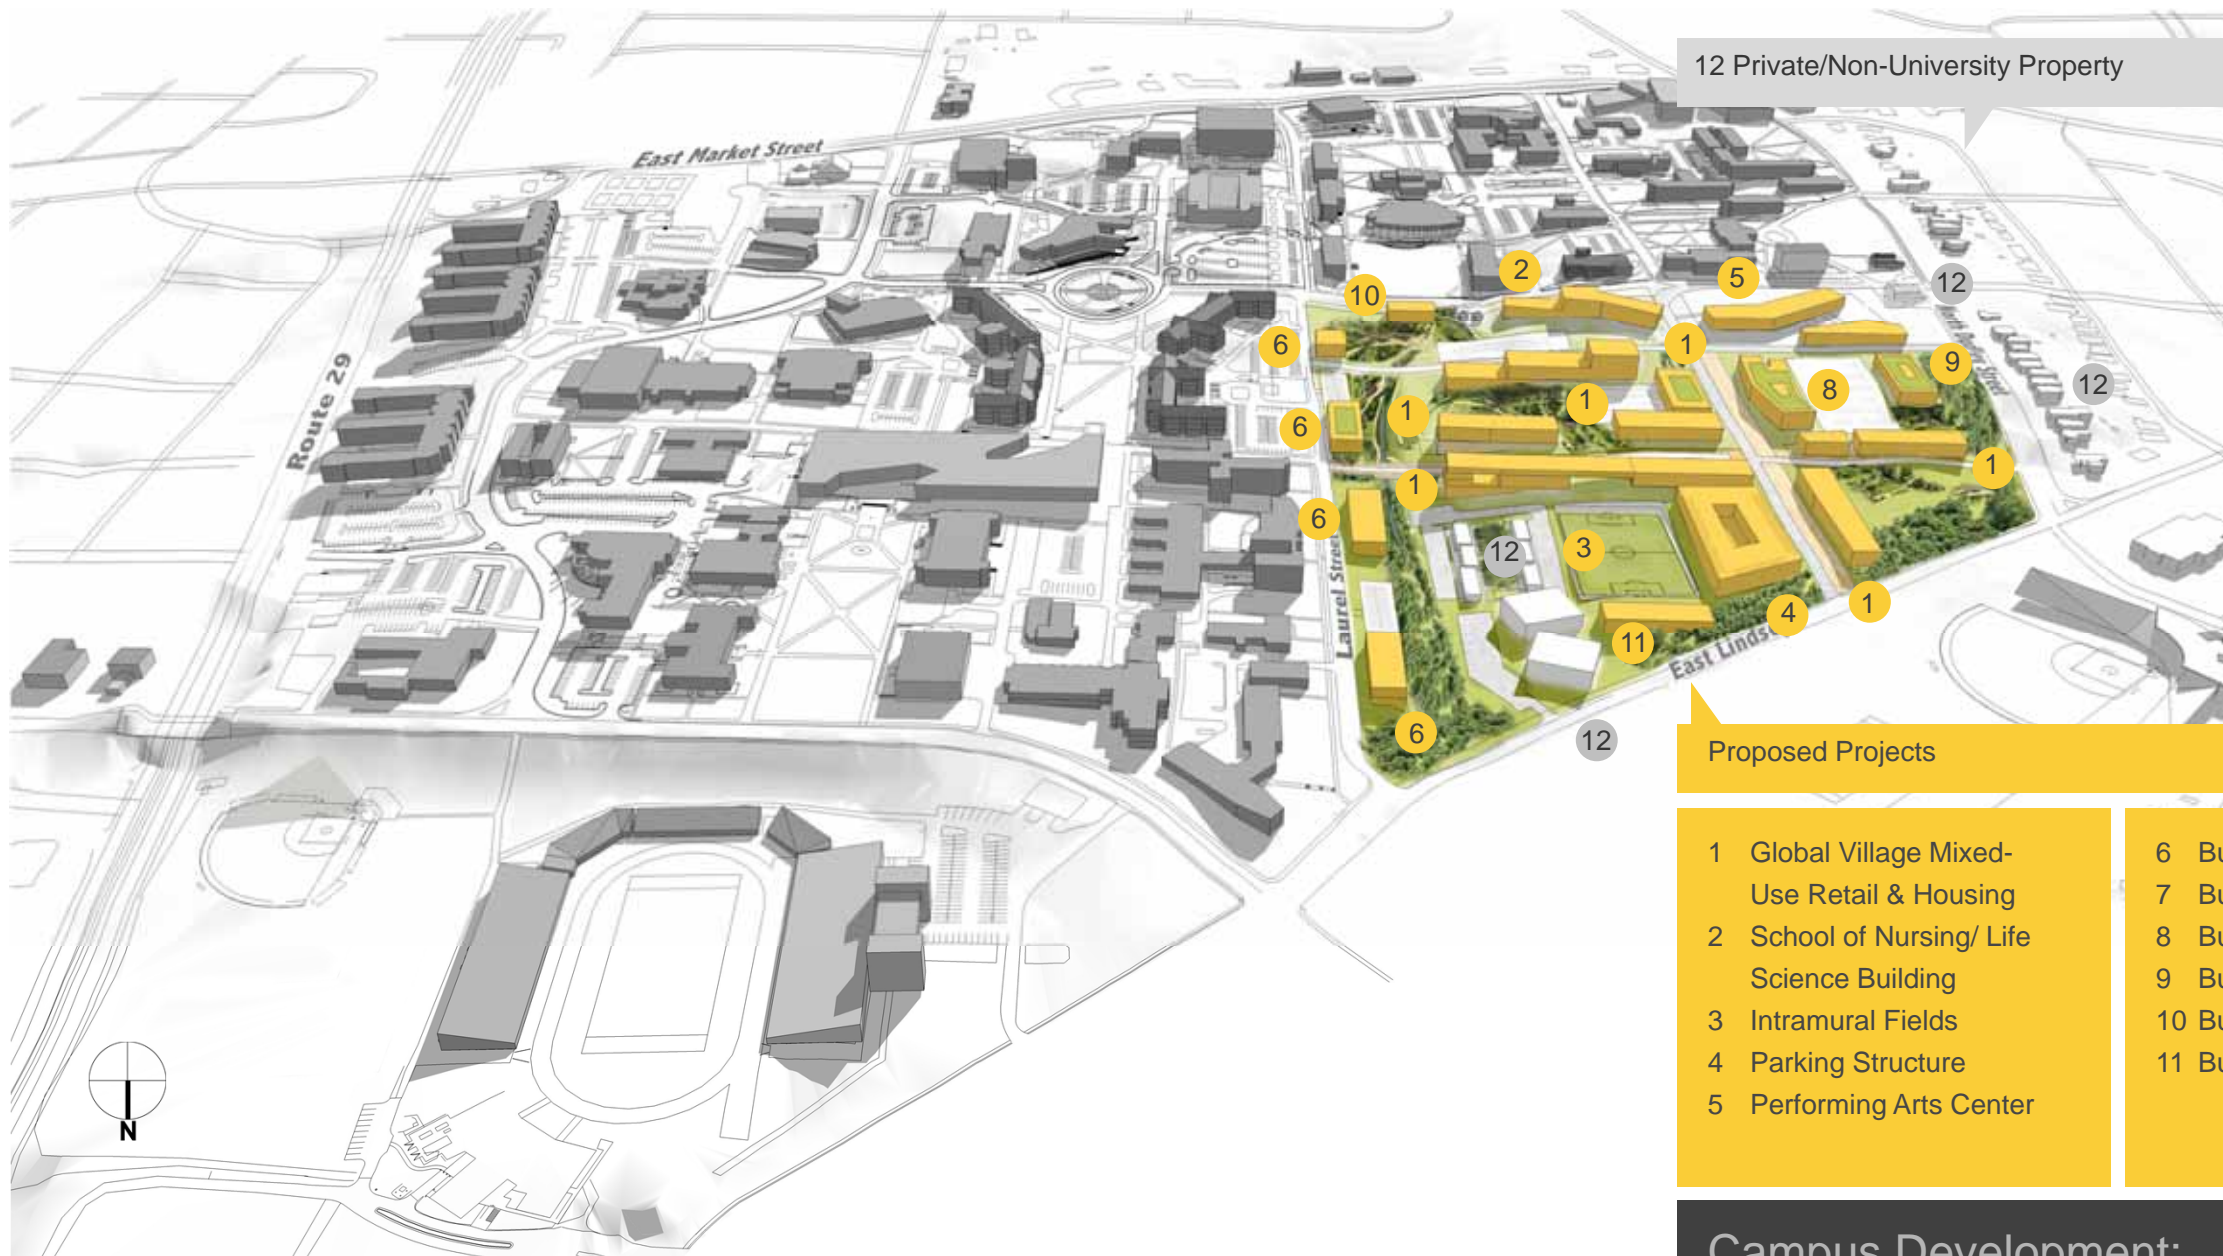 12 Private/Non-University Property
East Market Street
2
5
10
12
6
1
9
12
8
1
1
6
1
1
6
12
3
1
4
11
6
12
Route 29
Laurel Street
East
Proposed Projects
1 Global Village Mixed-
Use Retail & Housing
2 School of Nursing/ Life
Science Building
3 Intramural Fields
4 Parking Structure
5 Performing Arts Center
6
7
8
9
10
11
N
Campus Development: